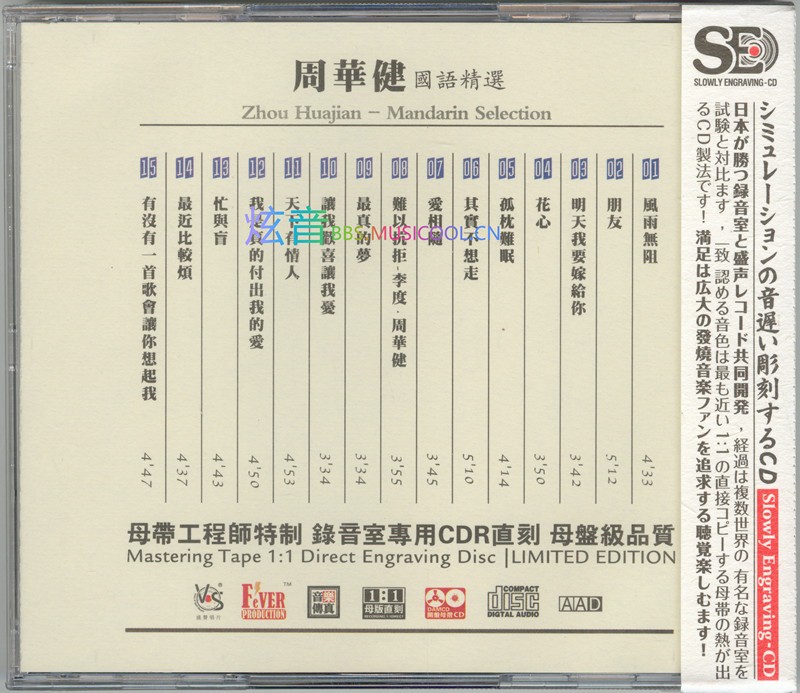 周華健 國語精選
Zhou Huajian - Mandarin Selection
01 風雨無阻 4'33
02 朋友 5'12
03 明天我要嫁給你 3'42
04 花心 3'50
05 孤枕難眠 4'14
06 其實不想走 5'10
07 愛相隨 3'45
08 難以抗拒-李度·周華健 3'55
09 最真的夢 3'34
10 讓我歡喜讓我憂 3'34
11 天下有情人 4'53
12 我是真的付出我的愛 4'50
13 忙與盲 4'43
14 最近比較煩 4'37
15 有沒有一首歌會讓你想起我 4'47
炫音 BBS.MUSICOOL.CN
母帶工程師特制 錄音室專用CDR直刻 母盤級品質
Mastering Tape 1:1 Direct Engraving Disc |LIMITED EDITION
FEVER PRODUCTION TM
音樂傳真
1:1
母版直刻
COMPACT
disc
DIGITAL AUDIO
AAD
SED
SLOWLY ENGRAVING-CD
シミュレーションの音遅い彫刻するCD Slowly Engraving-CD
日本が勝つ録音室と盛声レコード共同開発，経過は複数世界の 有名な録音室を
試験と対比ます，一致 認める音色は最も近い1:1の直接コピーする母帯の熱が出
るCD製法です！満足は広大の發燒音楽ファンを追求する聴覚楽しむます！